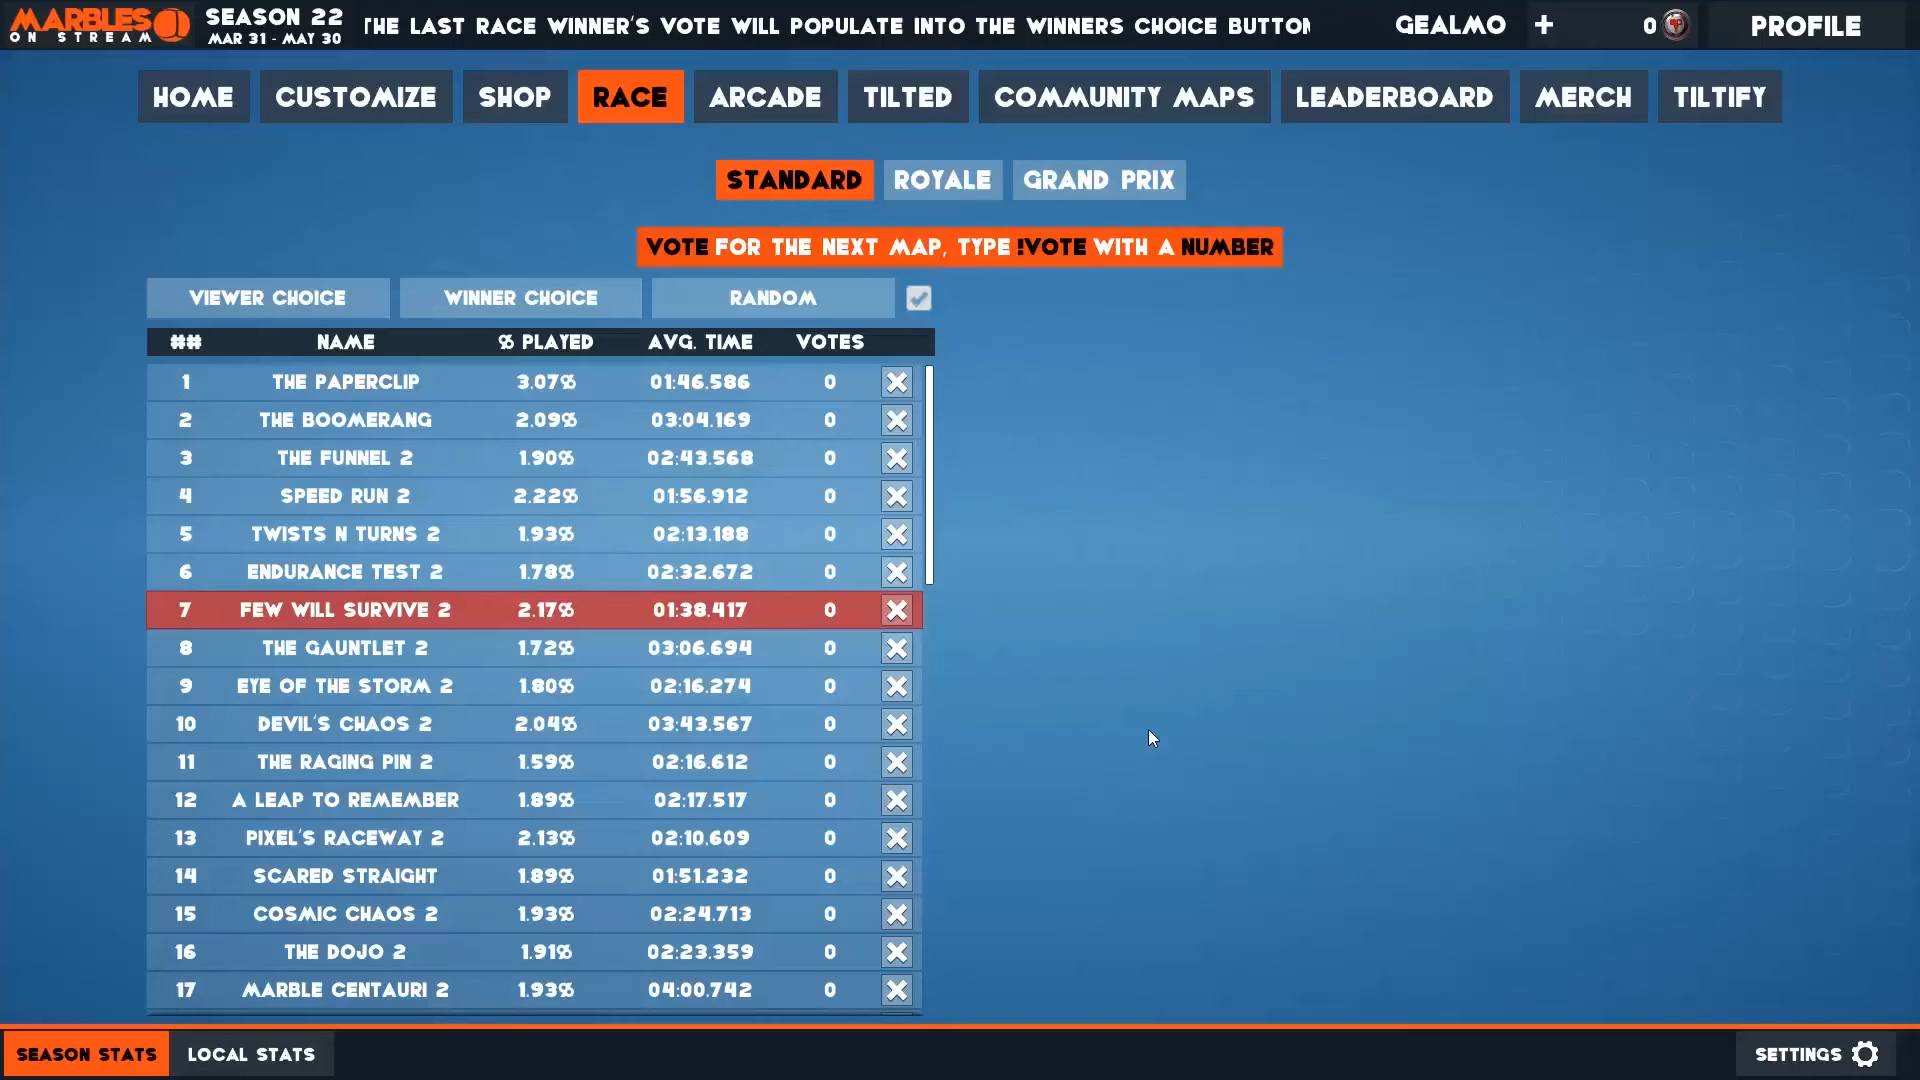 MARBLES
ON STREAM
SEASON 22
MAR 31 - MAY 30
THE LAST RACE WINNER'S VOTE WILL POPULATE INTO THE WINNERS CHOICE BUTTON
GEALMO + 0 PROFILE
HOME CUSTOMIZE SHOP RACE ARCADE TILTED COMMUNITY MAPS LEADERBOARD MERCH TILTIFY
STANDARD ROYALE GRAND PRIX
VOTE FOR THE NEXT MAP, TYPE !VOTE WITH A NUMBER
VIEWER CHOICE WINNER CHOICE RANDOM
## NAME % PLAYED AVG. TIME VOTES
1 THE PAPERCLIP 3.07% 01:46.586 0
2 THE BOOMERANG 2.09% 03:04.169 0
3 THE FUNNEL 2 1.90% 02:43.568 0
4 SPEED RUN 2 2.22% 01:56.912 0
5 TWISTS N TURNS 2 1.93% 02:13.188 0
6 ENDURANCE TEST 2 1.78% 02:32.672 0
7 FEW WILL SURVIVE 2 2.17% 01:38.417 0
8 THE GAUNTLET 2 1.72% 03:06.694 0
9 EYE OF THE STORM 2 1.80% 02:16.274 0
10 DEVIL'S CHAOS 2 2.04% 03:43.567 0
11 THE RAGING PIN 2 1.59% 02:16.612 0
12 A LEAP TO REMEMBER 1.89% 02:17.517 0
13 PIXEL'S RACEWAY 2 2.13% 02:10.609 0
14 SCARED STRAIGHT 1.89% 01:51.232 0
15 COSMIC CHAOS 2 1.93% 02:24.713 0
16 THE DOJO 2 1.91% 02:23.359 0
17 MARBLE CENTAURI 2 1.93% 04:00.742 0
SEASON STATS LOCAL STATS SETTINGS